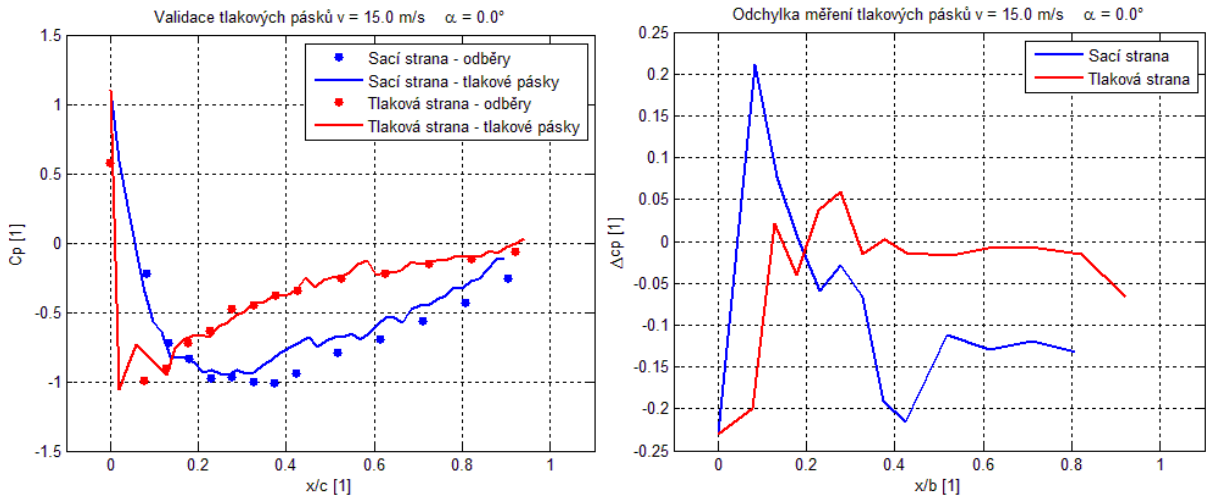 Validace tlakových pásků v = 15.0 m/s α = 0.0°
1.5
1
0.5
0
-0.5
-1
-1.5
Cp [1]
Sací strana - odběry
Sací strana - tlakové pásky
Tlaková strana - odběry
Tlaková strana - tlakové pásky
0
0.2
0.4
0.6
0.8
1
x/c [1]
Odchylka měření tlakových pásků v = 15.0 m/s α = 0.0°
0.25
0.2
0.15
0.1
0.05
0
-0.05
-0.1
-0.15
-0.2
-0.25
Δcp [1]
Sací strana
Tlaková strana
0
0.2
0.4
0.6
0.8
1
x/b [1]